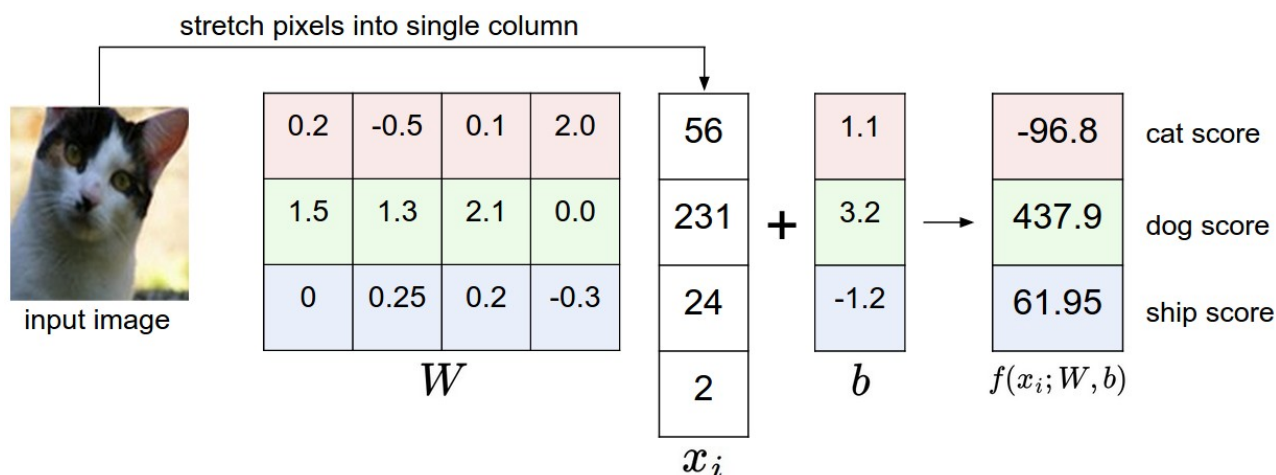 stretch pixels into single column
input image
0.2 -0.5 0.1 2.0
1.5 1.3 2.1 0.0
0 0.25 0.2 -0.3
W
56
231
24
2
x_i
+
1.1
3.2
-1.2
b
-96.8 cat score
437.9 dog score
61.95 ship score
f(x_i; W, b)